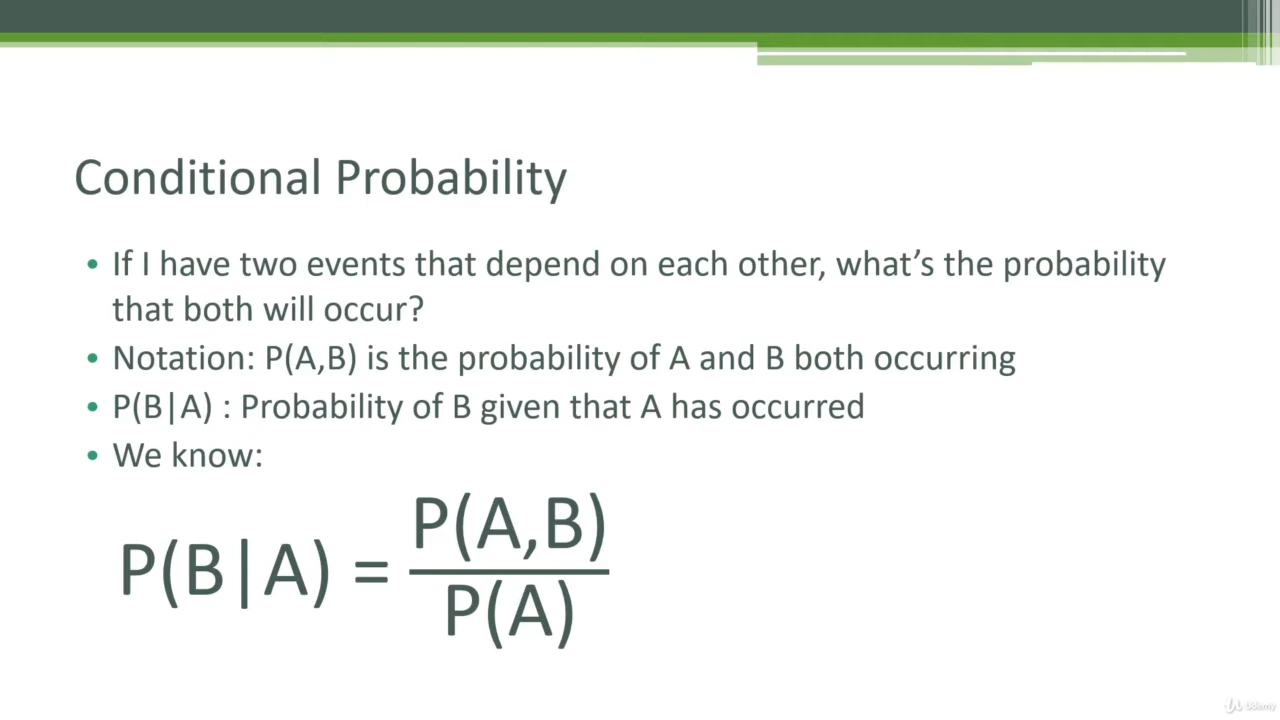 Conditional Probability
• If I have two events that depend on each other, what’s the probability
that both will occur?
• Notation: P(A,B) is the probability of A and B both occurring
• P(B|A) : Probability of B given that A has occurred
• We know:
P(B|A) =
P(A,B)
P(A)
Udemy